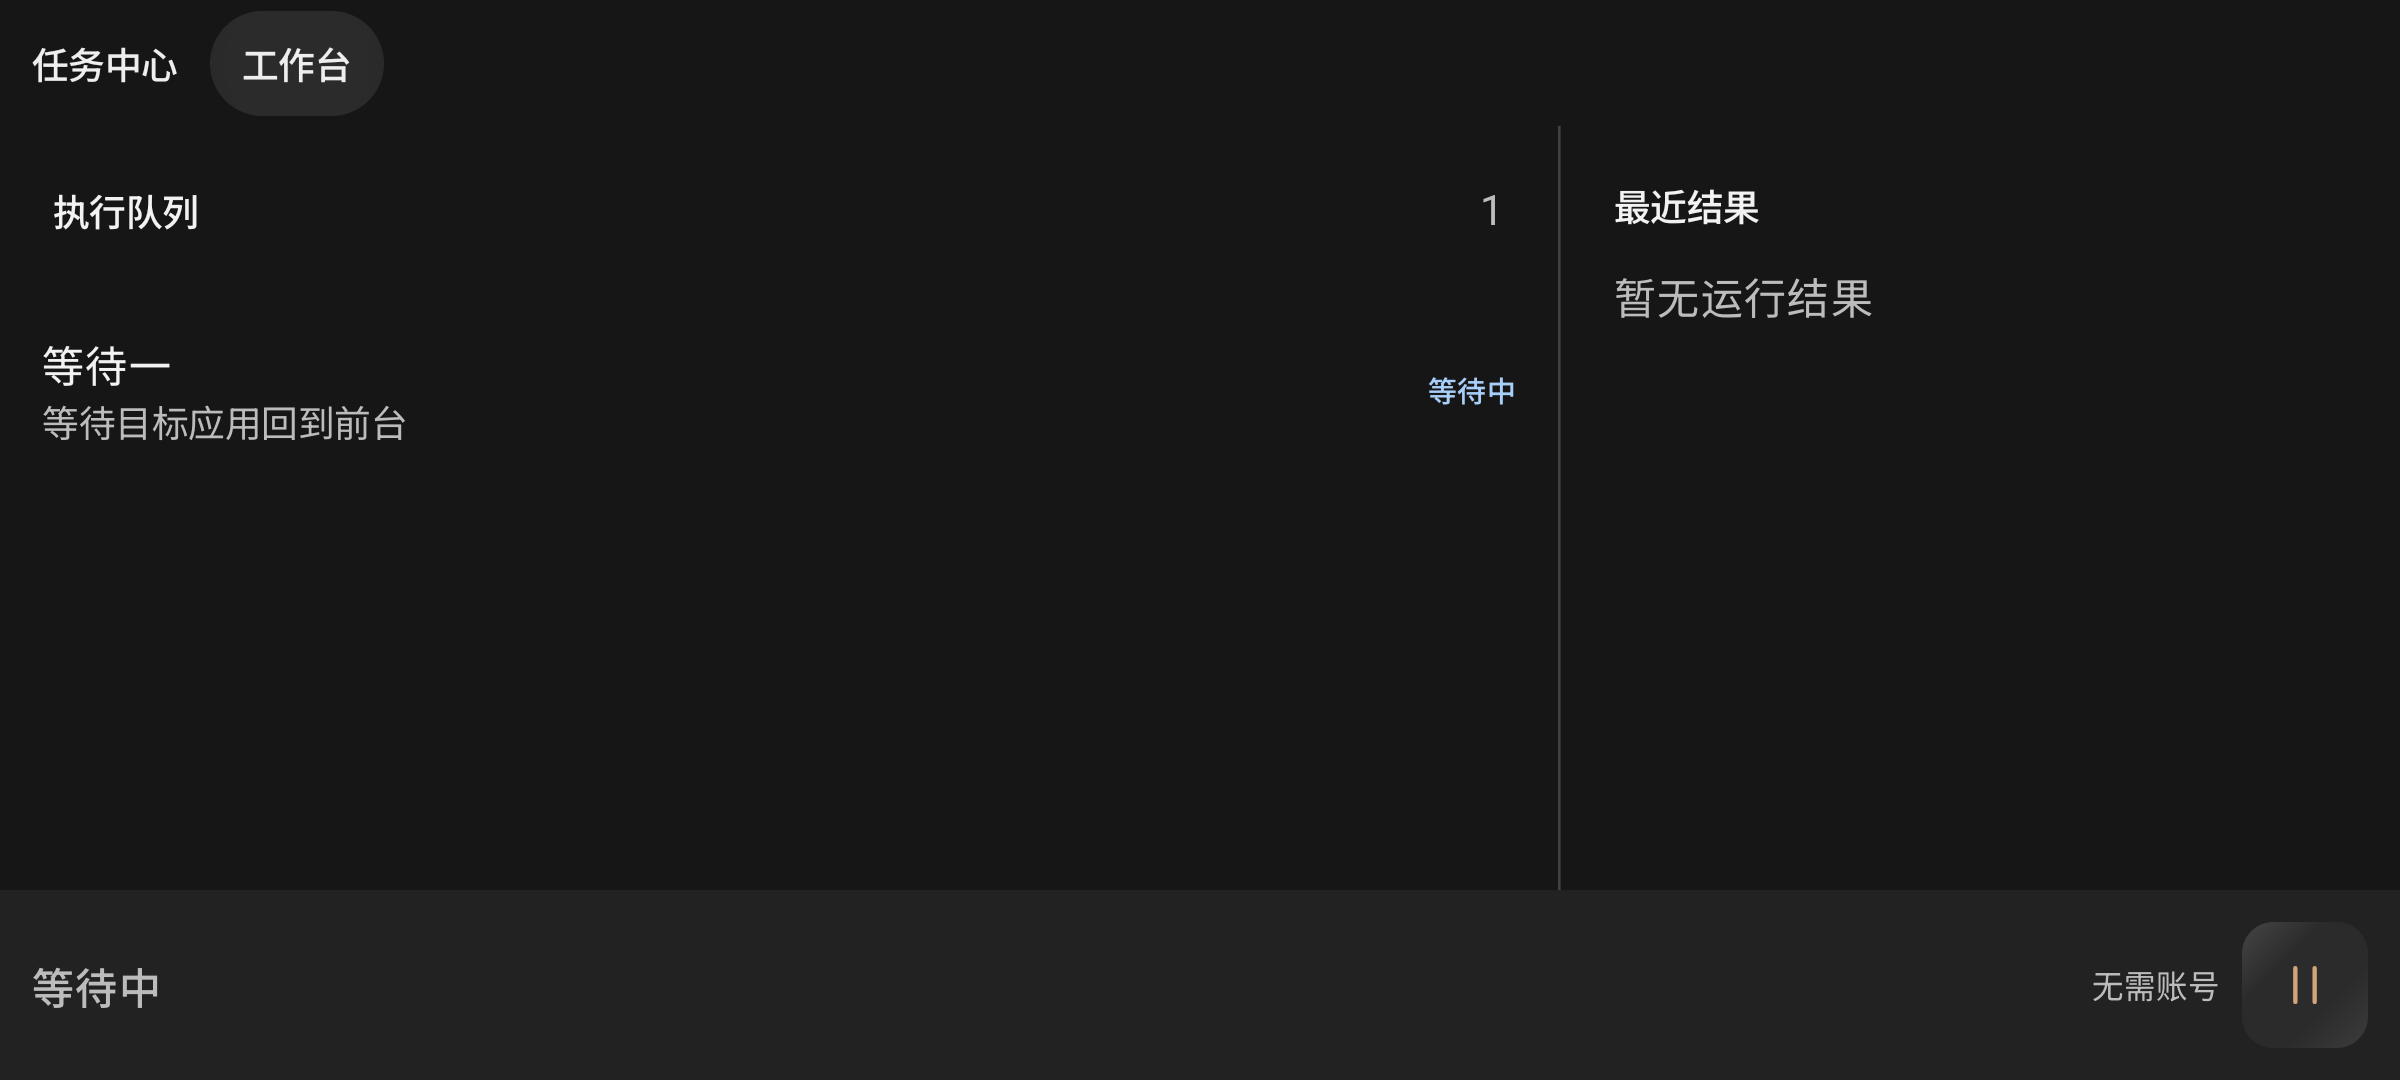 任务中心 工作台
执行队列 1
等待一
等待目标应用回到前台
等待中
最近结果
暂无运行结果
等待中
无需账号